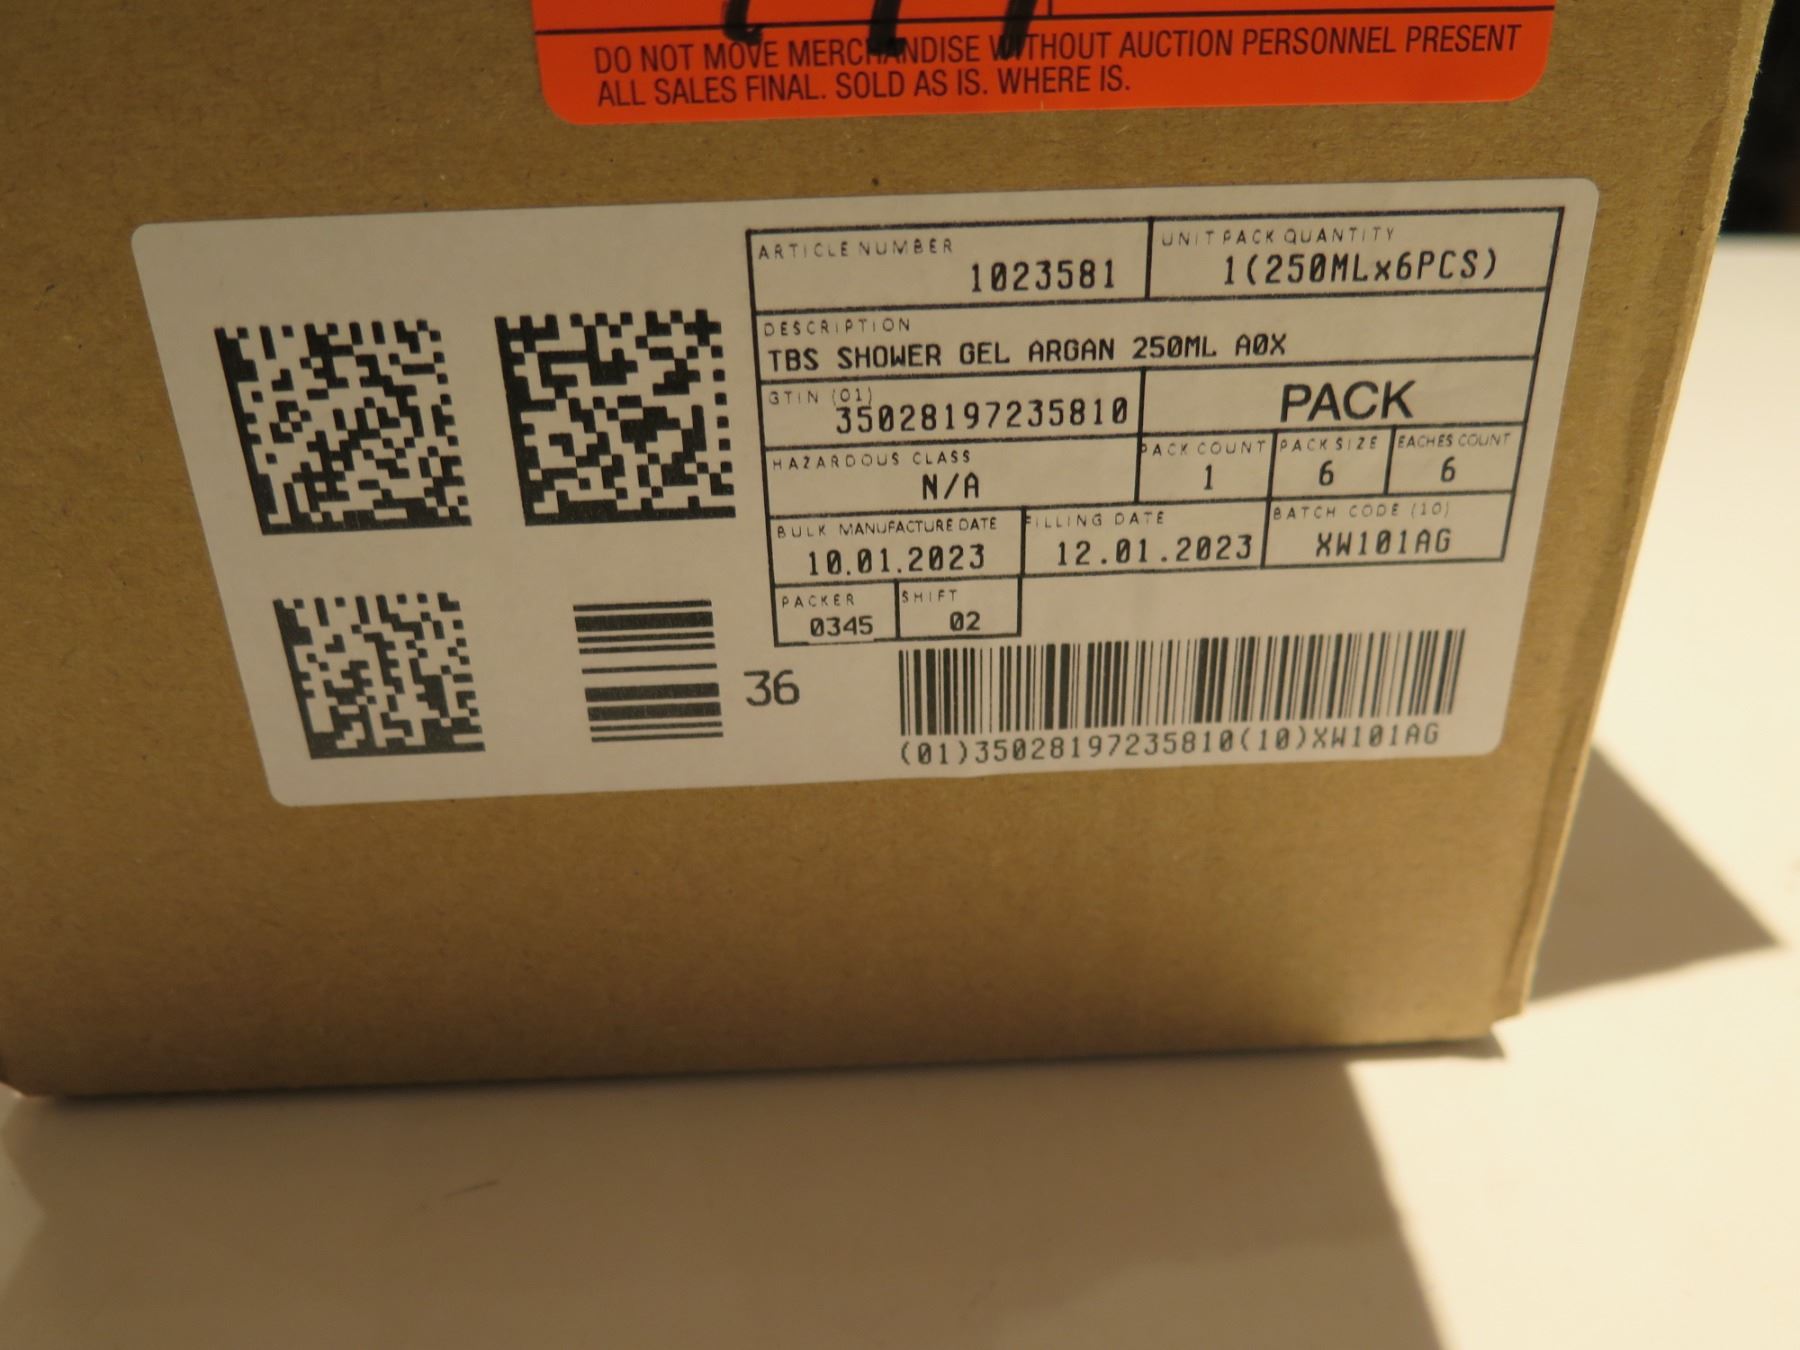 DO NOT MOVE MERCHANDISE WITHOUT AUCTION PERSONNEL PRESENT
ALL SALES FINAL. SOLD AS IS. WHERE IS.
ARTICLE NUMBER
1023581
UNIT PACK QUANTITY
1(250MLx6PCS)
DESCRIPTION
TBS SHOWER GEL ARGAN 250ML A0X
GTIN (01)
35028197235810
PACK
HAZARDOUS CLASS
N/A
PACK COUNT
1
PACK SIZE
6
EACHES COUNT
6
BULK MANUFACTURE DATE
10.01.2023
FILLING DATE
12.01.2023
BATCH CODE (10)
XW101AG
PACKER
0345
SHIFT
02
36
(01)35028197235810(10)XW101AG